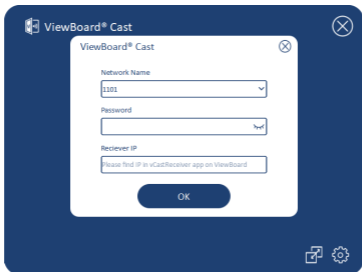 ViewBoard® Cast
ViewBoard® Cast
Network Name
1101
Password
Reciever IP
Please find IP in vCastReceiver app on ViewBoard
OK